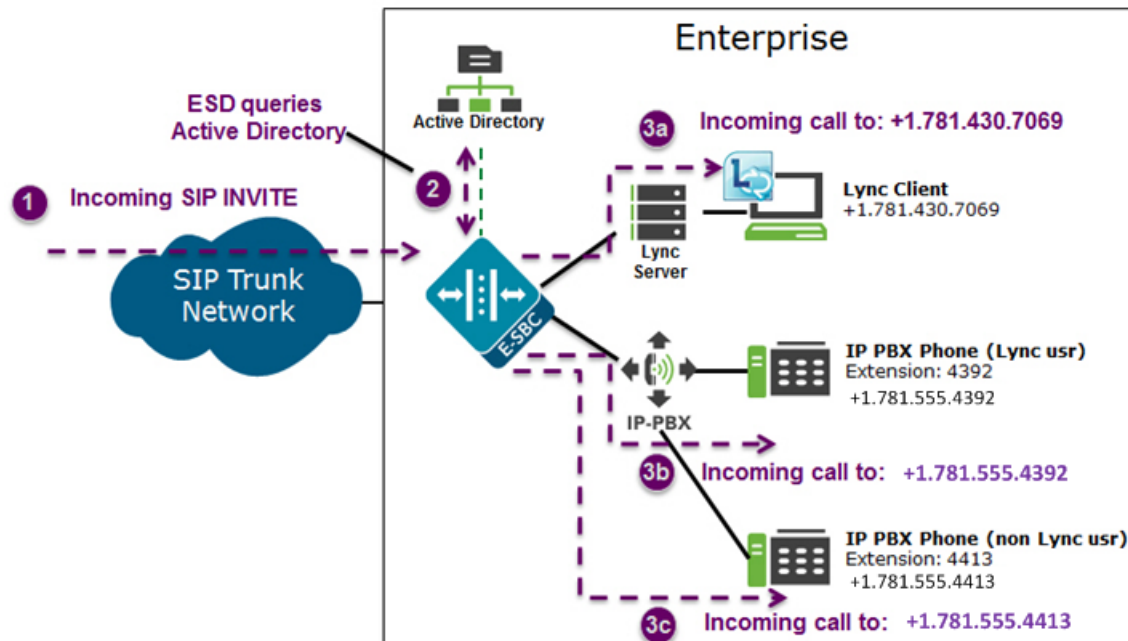 Enterprise
ESD queries
Active Directory
Active Directory
3a
Incoming call to: +1.781.430.7069
1
Incoming SIP INVITE
2
Lync Client
+1.781.430.7069
Lync
Server
SIP Trunk
Network
E-SBC
IP PBX Phone (Lync usr)
Extension: 4392
+1.781.555.4392
IP-PBX
3b
Incoming call to: +1.781.555.4392
IP PBX Phone (non Lync usr)
Extension: 4413
+1.781.555.4413
3c
Incoming call to: +1.781.555.4413